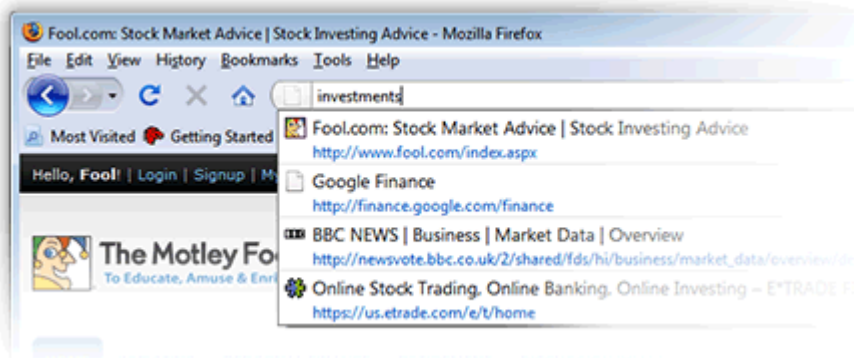 Fool.com: Stock Market Advice | Stock Investing Advice - Mozilla Firefox
File Edit View History Bookmarks Tools Help
investments
Most Visited Getting Started
Fool.com: Stock Market Advice | Stock Investing Advice
http://www.fool.com/index.aspx
Google Finance
http://finance.google.com/finance
BBC NEWS | Business | Market Data | Overview
http://newsvote.bbc.co.uk/2/shared/fds/hi/business/market_data/overview/
Online Stock Trading, Online Banking, Online Investing – E*TRADE
https://us.etrade.com/e/t/home
Hello, Fool! | Login | Signup | My
The Motley Fo
To Educate, Amuse & Enri